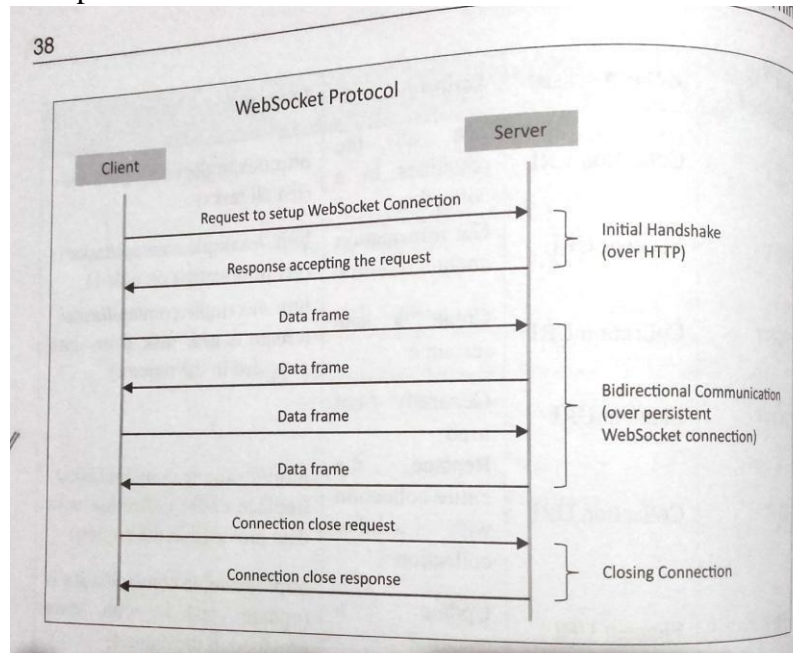 38
WebSocket Protocol
Client
Server
Request to setup WebSocket Connection
Initial Handshake
(over HTTP)
Response accepting the request
Data frame
Data frame
Bidirectional Communication
(over persistent
WebSocket connection)
Data frame
Data frame
Connection close request
Closing Connection
Connection close response